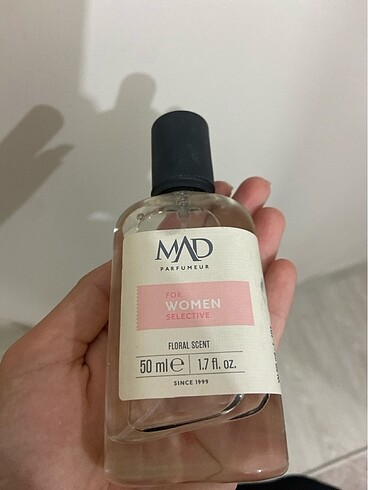 MAD
PARFUMEUR
FOR
WOMEN
SELECTIVE
FLORAL SCENT
50 ml e 1.7 fl. oz.
SINCE 1999